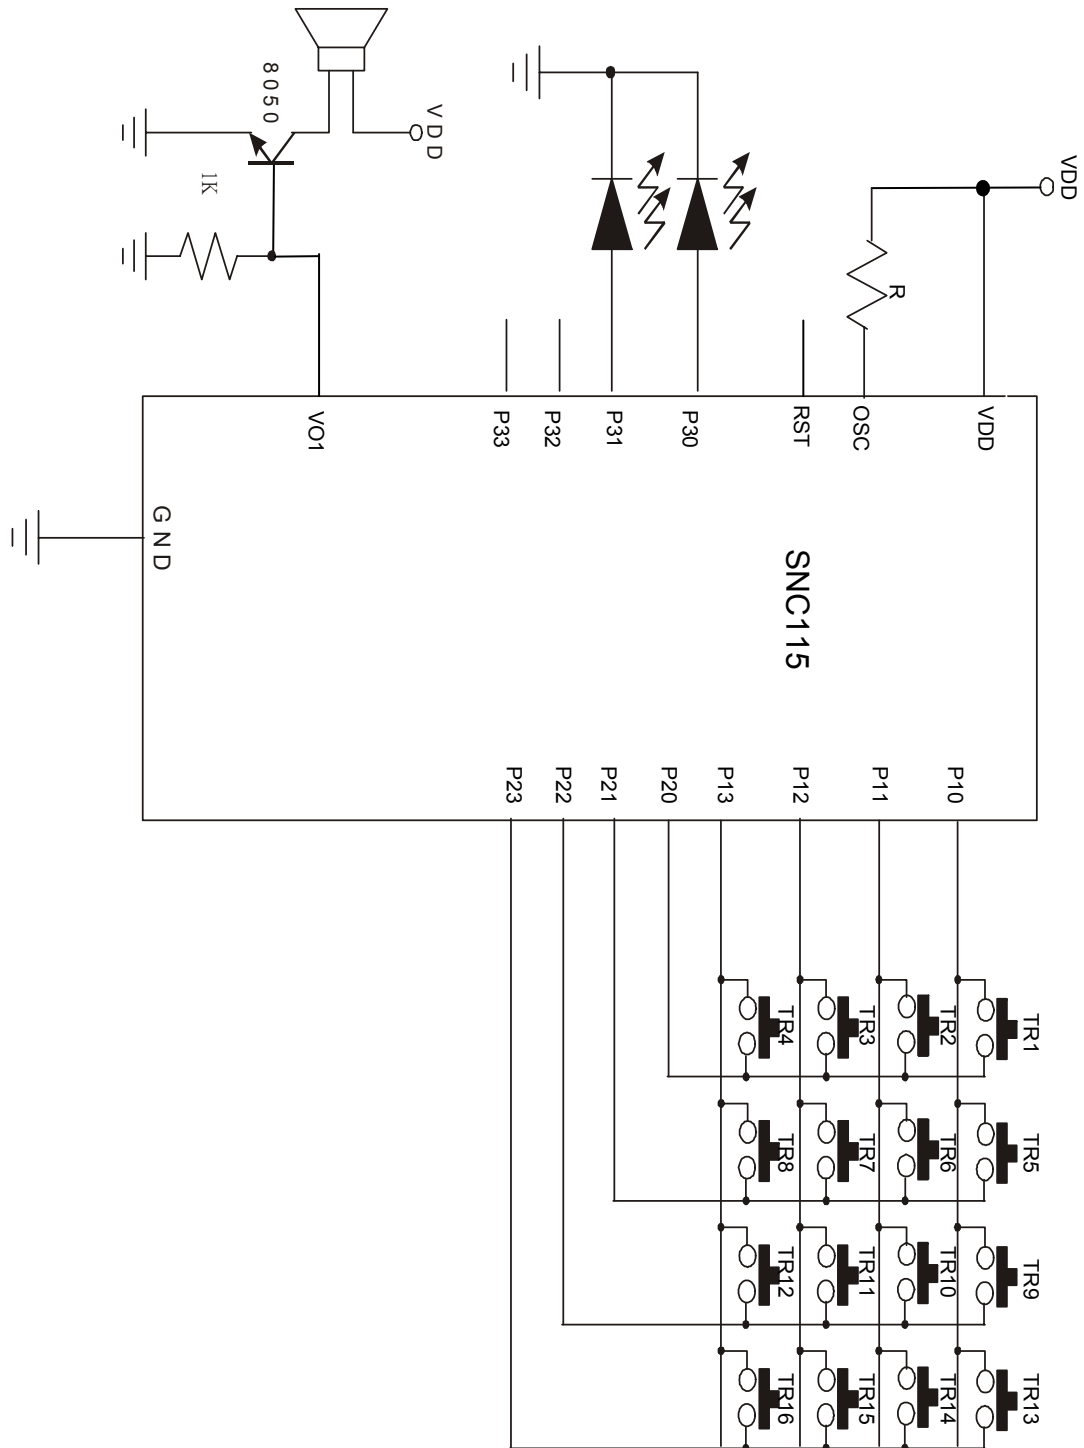 8050
VDD
1K
VDD
R
VO1
P33
P32
P31
P30
RST
OSC
VDD
GND
SNC115
P23
P22
P21
P20
P13
P12
P11
P10
TR4
TR3
TR2
TR1
TR8
TR7
TR6
TR5
TR12
TR11
TR10
TR9
TR16
TR15
TR14
TR13